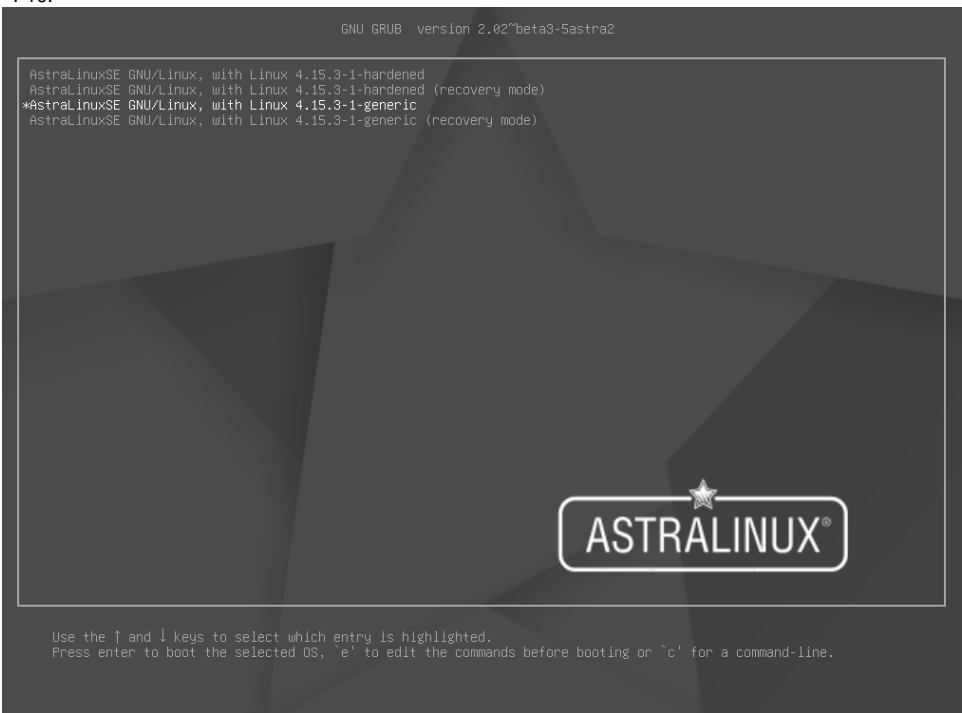 GNU GRUB version 2.02~beta3-5astra2
AstraLinuxSE GNU/Linux, with Linux 4.15.3-1-hardened
AstraLinuxSE GNU/Linux, with Linux 4.15.3-1-hardened (recovery mode)
*AstraLinuxSE GNU/Linux, with Linux 4.15.3-1-generic
AstraLinuxSE GNU/Linux, with Linux 4.15.3-1-generic (recovery mode)
ASTRALINUX®
Use the ↑ and ↓ keys to select which entry is highlighted.
Press enter to boot the selected OS, `e' to edit the commands before booting or `c' for a command-line.